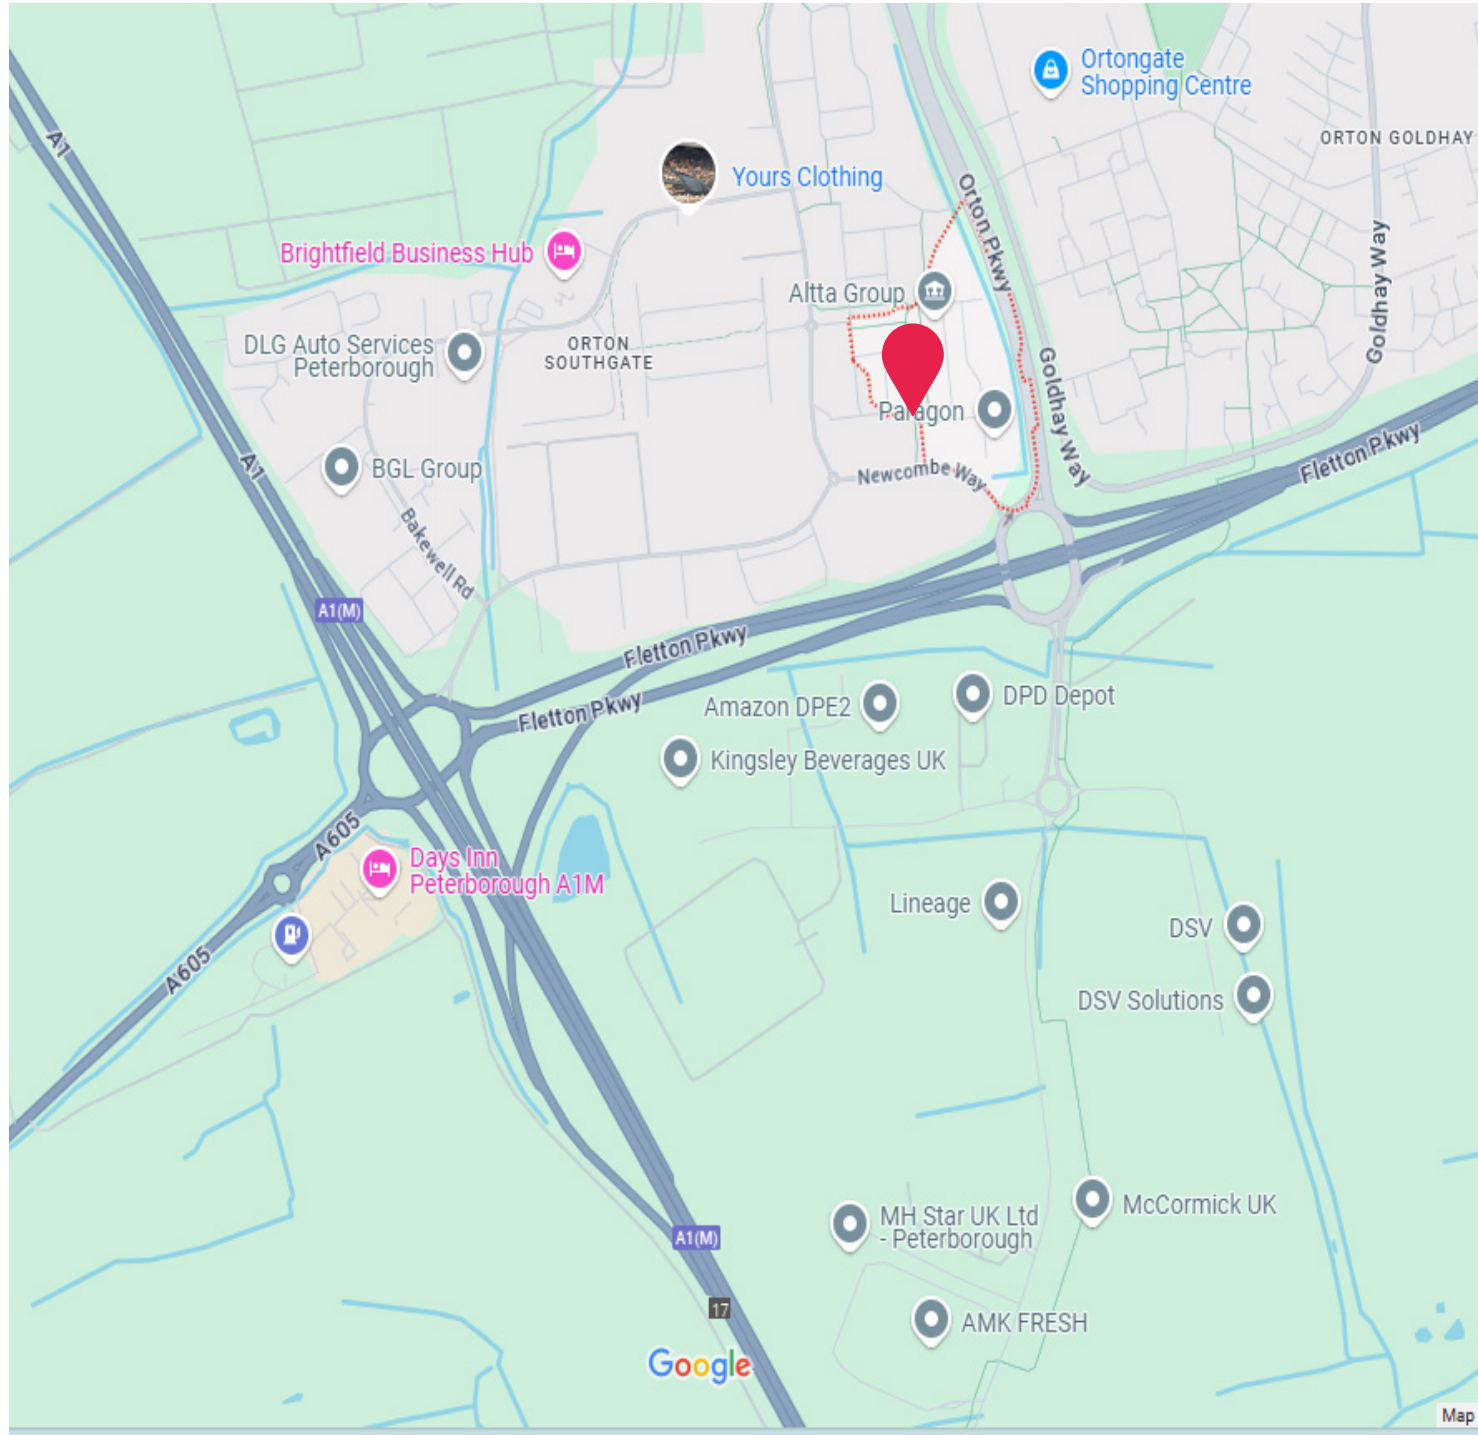 Ortongate
Shopping Centre
ORTON GOLDHAY
A1
Yours Clothing
Orton Pkwy
Goldhay Way
Brightfield Business Hub
Altta Group
DLG Auto Services
Peterborough
ORTON
SOUTHGATE
Goldhay Way
Paragon
Fletton Pkwy
A1
BGL Group
Newcombe Way
Bakewell Rd
A1(M)
Fletton Pkwy
Fletton Pkwy
Amazon DPE2
DPD Depot
Kingsley Beverages UK
A605
Days Inn
Peterborough A1M
Lineage
DSV
A605
DSV Solutions
MH Star UK Ltd
- Peterborough
McCormick UK
A1(M)
17
AMK FRESH
Google
Map